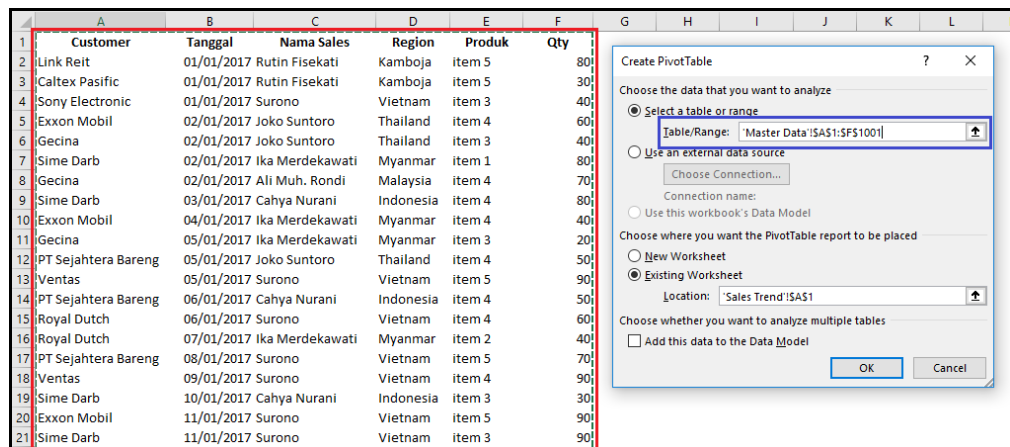 A B C D E F G H I J K L
1 Customer Tanggal Nama Sales Region Produk Qty
2 Link Reit 01/01/2017 Rutin Fisekati Kamboja item 5 80
3 Caltex Pasific 01/01/2017 Rutin Fisekati Kamboja item 5 30
4 Sony Electronic 01/01/2017 Surono Vietnam item 3 40
5 Exxon Mobil 02/01/2017 Joko Suntoro Thailand item 4 60
6 Gecina 02/01/2017 Joko Suntoro Thailand item 3 40
7 Sime Darb 02/01/2017 Ika Merdekawati Myanmar item 1 80
8 Gecina 02/01/2017 Ali Muh. Rondi Malaysia item 4 70
9 Sime Darb 03/01/2017 Cahya Nurani Indonesia item 4 80
10 Exxon Mobil 04/01/2017 Ika Merdekawati Myanmar item 4 40
11 Gecina 05/01/2017 Ika Merdekawati Myanmar item 3 20
12 PT Sejahtera Bareng 05/01/2017 Joko Suntoro Thailand item 4 50
13 Ventas 05/01/2017 Surono Vietnam item 5 90
14 PT Sejahtera Bareng 06/01/2017 Cahya Nurani Indonesia item 4 50
15 Royal Dutch 06/01/2017 Surono Vietnam item 4 60
16 Royal Dutch 07/01/2017 Ika Merdekawati Myanmar item 2 40
17 PT Sejahtera Bareng 08/01/2017 Surono Vietnam item 5 70
18 Ventas 09/01/2017 Surono Vietnam item 4 90
19 Sime Darb 10/01/2017 Cahya Nurani Indonesia item 3 30
20 Exxon Mobil 11/01/2017 Surono Vietnam item 5 90
21 Sime Darb 11/01/2017 Surono Vietnam item 3 90
Create PivotTable ? ×
Choose the data that you want to analyze
Select a table or range
Table/Range: 'Master Data'!$A$1:$F$1001
Use an external data source
Choose Connection...
Connection name:
Use this workbook's Data Model
Choose where you want the PivotTable report to be placed
New Worksheet
Existing Worksheet
Location: 'Sales Trend'!$A$1
Choose whether you want to analyze multiple tables
Add this data to the Data Model
OK Cancel